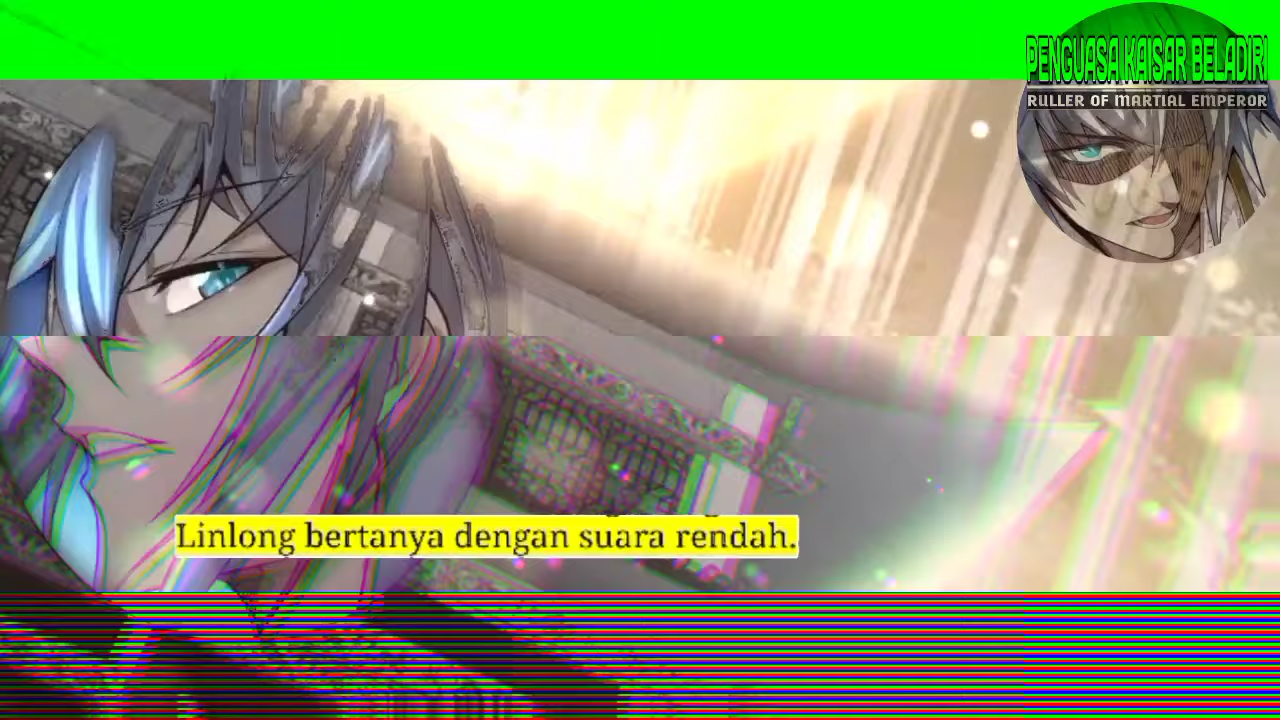 PENGUASA KAISAR BELADIRI
RULLER OF MARTIAL EMPEROR
Linlong bertanya dengan suara rendah.